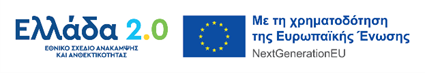 Ελλάδα 2.0
ΕΘΝΙΚΟ ΣΧΕΔΙΟ ΑΝΑΚΑΜΨΗΣ
ΚΑΙ ΑΝΘΕΚΤΙΚΟΤΗΤΑΣ
Με τη χρηματοδότηση
της Ευρωπαϊκής Ένωσης
NextGenerationEU